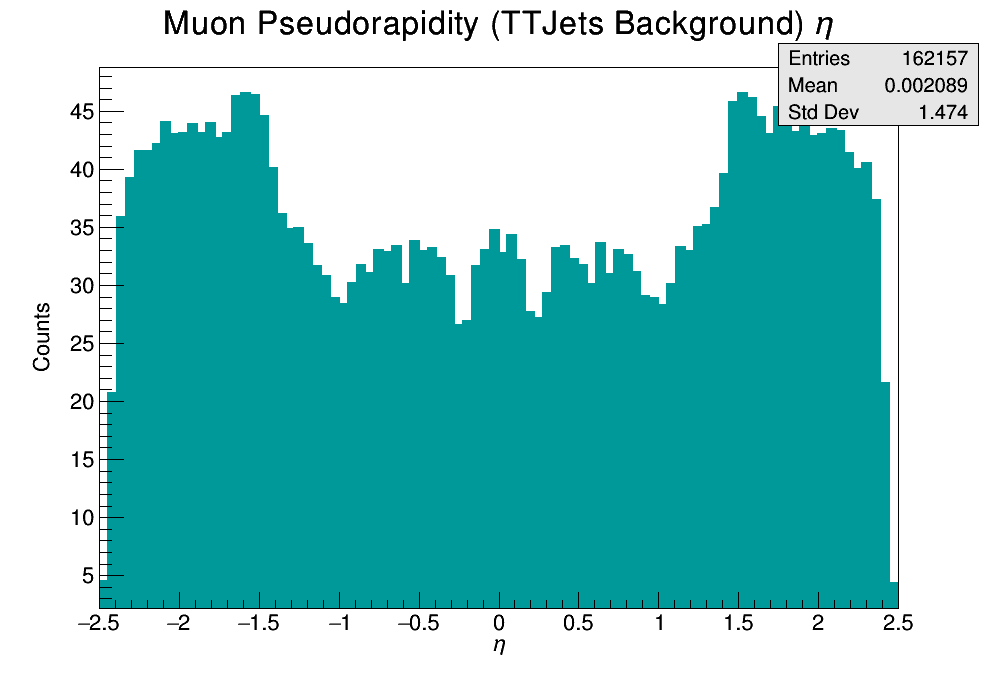 Muon Pseudorapidity (TTJets Background) η
Entries 162157
Mean 0.002089
Std Dev 1.474
45
40
35
30
25
20
15
10
5
Counts
−2.5 −2 −1.5 −1 −0.5 0 0.5 1 1.5 2 2.5
η